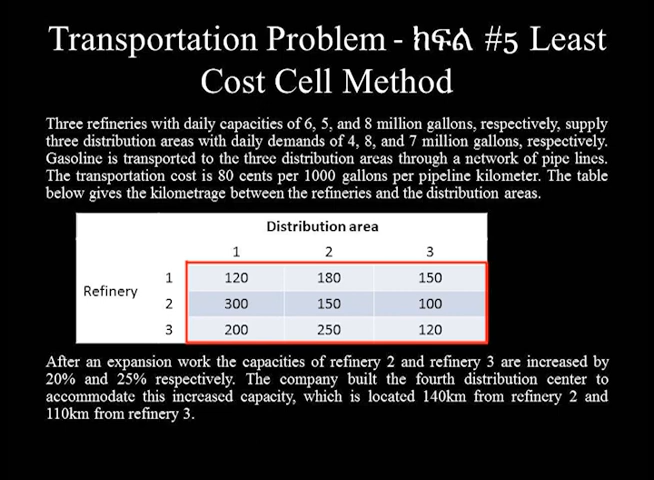 Transportation Problem - ክፍል #5 Least
Cost Cell Method
Three refineries with daily capacities of 6, 5, and 8 million gallons, respectively, supply
three distribution areas with daily demands of 4, 8, and 7 million gallons, respectively.
Gasoline is transported to the three distribution areas through a network of pipe lines.
The transportation cost is 80 cents per 1000 gallons per pipeline kilometer. The table
below gives the kilometrage between the refineries and the distribution areas.
Distribution area
1 2 3
Refinery
1 120 180 150
2 300 150 100
3 200 250 120
After an expansion work the capacities of refinery 2 and refinery 3 are increased by
20% and 25% respectively. The company built the fourth distribution center to
accommodate this increased capacity, which is located 140km from refinery 2 and
110km from refinery 3.